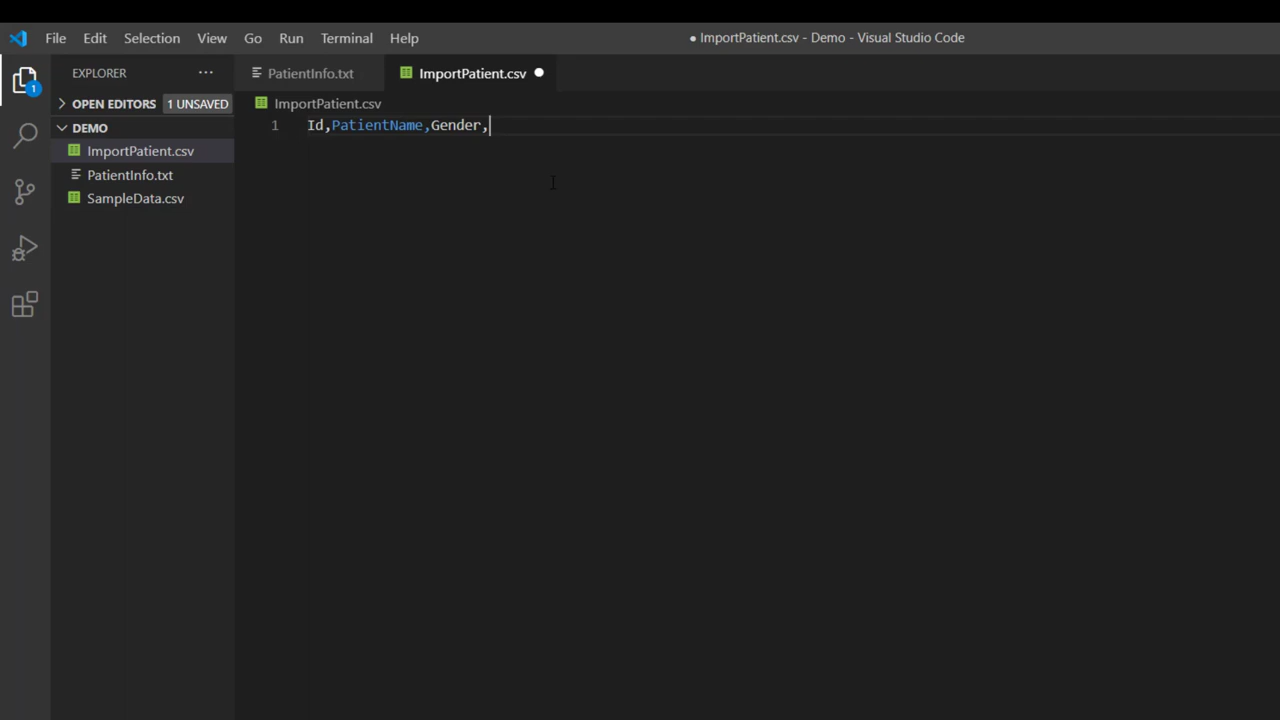 File Edit Selection View Go Run Terminal Help
● ImportPatient.csv - Demo - Visual Studio Code
EXPLORER ···
PatientInfo.txt
ImportPatient.csv
1
OPEN EDITORS 1 UNSAVED
ImportPatient.csv
DEMO
1 Id,PatientName,Gender,
ImportPatient.csv
PatientInfo.txt
SampleData.csv